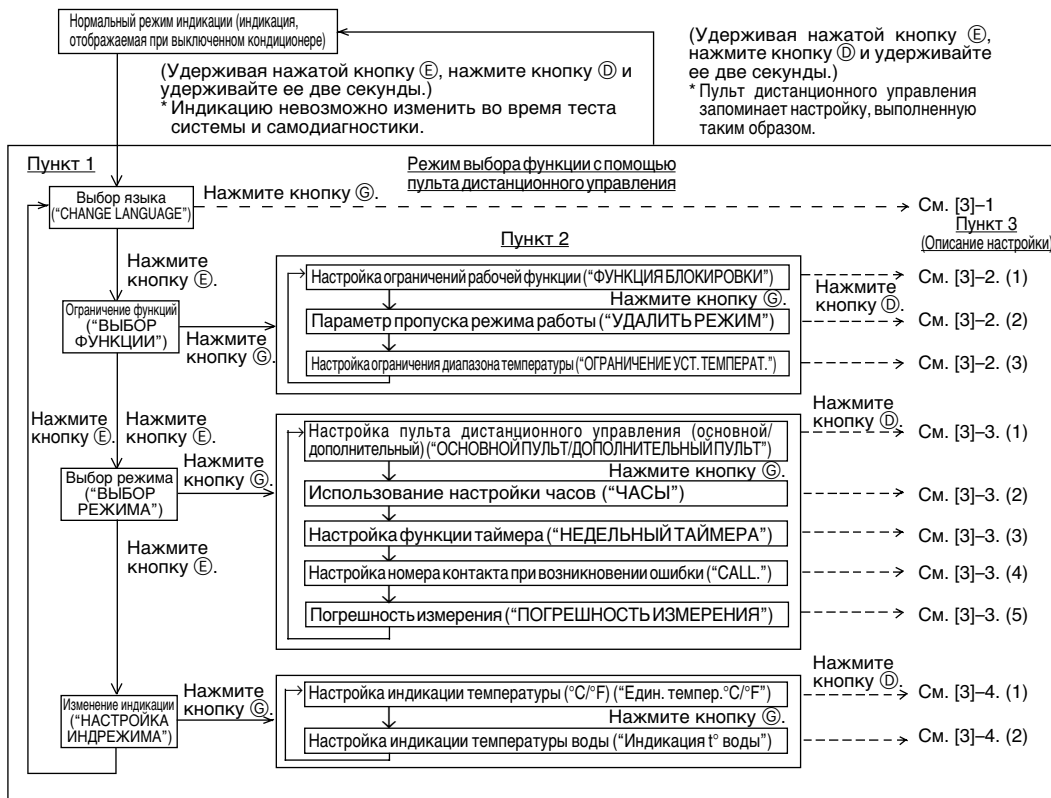 Нормальный режим индикации (индикация,
отображаемая при выключенном кондиционере)
(Удерживая нажатой кнопку Ⓔ, нажмите кнопку Ⓓ и
удерживайте ее две секунды.)
* Индикацию невозможно изменить во время теста
системы и самодиагностики.
(Удерживая нажатой кнопку Ⓔ,
нажмите кнопку Ⓓ и удерживайте
ее две секунды.)
* Пульт дистанционного управления
запоминает настройку, выполненную
таким образом.
Пункт 1
Режим выбора функции с помощью
пульта дистанционного управления
Выбор языка
(“CHANGE LANGUAGE”)
Нажмите кнопку Ⓖ.
См. [3]–1
Пункт 3
(Описание настройки)
Пункт 2
Нажмите
кнопку Ⓔ.
Настройка ограничений рабочей функции (“ФУНКЦИЯ БЛОКИРОВКИ”)
См. [3]–2. (1)
Нажмите кнопку Ⓖ.
Нажмите
кнопку Ⓓ.
Ограничение функций
(“ВЫБОР
ФУНКЦИИ”)
Нажмите
кнопку Ⓖ.
Параметр пропуска режима работы (“УДАЛИТЬ РЕЖИМ”)
См. [3]–2. (2)
Настройка ограничения диапазона температуры (“ОГРАНИЧЕНИЕ УСТ. ТЕМПЕРАТ.”)
См. [3]–2. (3)
Нажмите
кнопку Ⓔ.
Нажмите
кнопку Ⓔ.
Настройка пульта дистанционного управления (основной/
дополнительный) (“ОСНОВНОЙ ПУЛЬТ/ДОПОЛНИТЕЛЬНЫЙ ПУЛЬТ”)
Нажмите
кнопку Ⓓ.
См. [3]–3. (1)
Нажмите кнопку Ⓖ.
Выбор режима
(“ВЫБОР
РЕЖИМА”)
Нажмите
кнопку Ⓖ.
Использование настройки часов (“ЧАСЫ”)
См. [3]–3. (2)
Настройка функции таймера (“НЕДЕЛЬНЫЙ ТАЙМЕРА”)
См. [3]–3. (3)
Нажмите
кнопку Ⓔ.
Настройка номера контакта при возникновении ошибки (“CALL.”)
См. [3]–3. (4)
Погрешность измерения (“ПОГРЕШНОСТЬ ИЗМЕРЕНИЯ”)
См. [3]–3. (5)
Изменение индикации
(“НАСТРОЙКА
ИНДРЕЖИМА”)
Нажмите
кнопку Ⓖ.
Настройка индикации температуры (°C/°F) (“Един. темпер.°C/°F”)
Нажмите
кнопку Ⓓ.
См. [3]–4. (1)
Нажмите кнопку Ⓖ.
Настройка индикации температуры воды (“Индикация t° воды”)
См. [3]–4. (2)